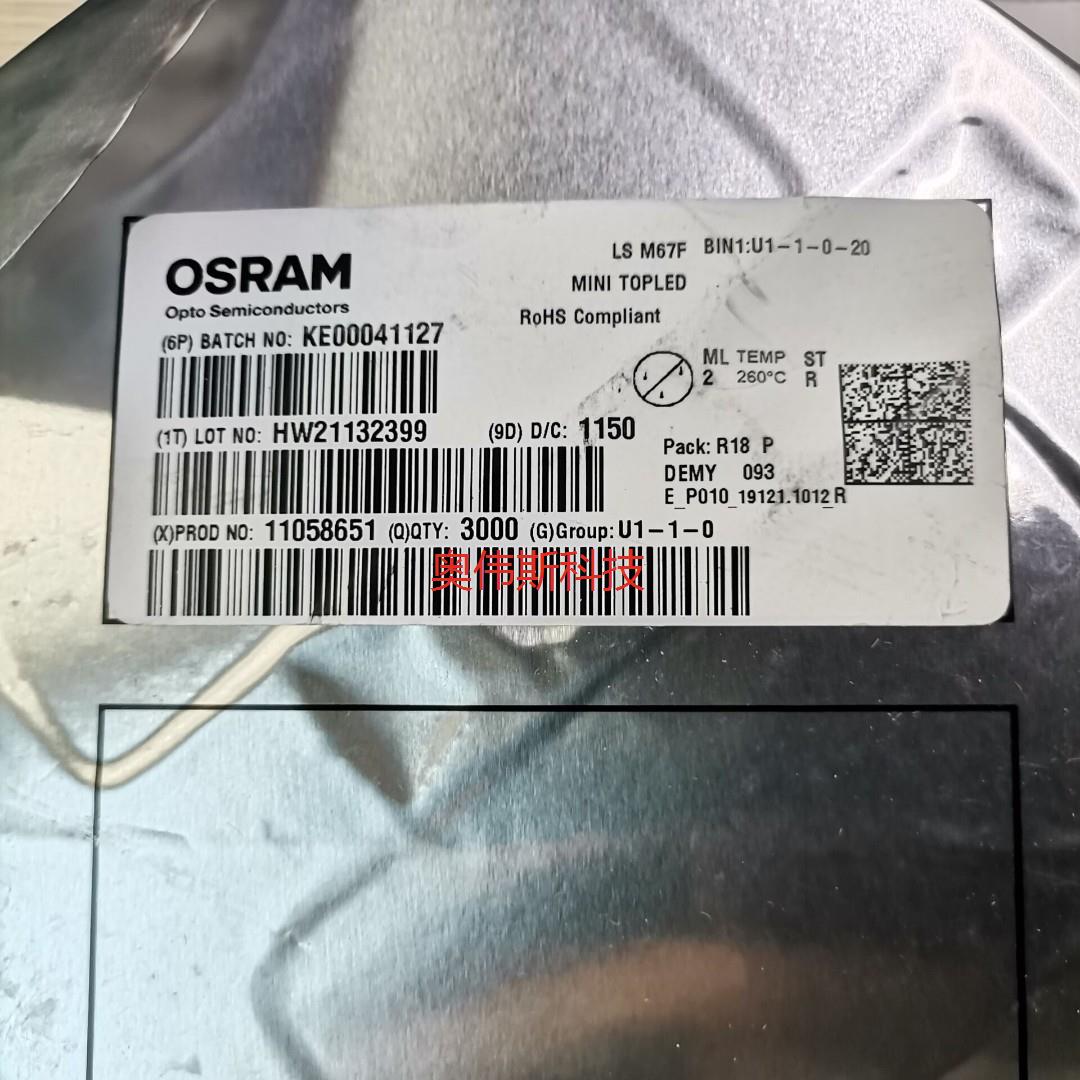 OSRAM
Opto Semiconductors
LS M67F BIN1:U1-1-0-20
MINI TOPLED
RoHS Compliant
(6P) BATCH NO: KE00041127
ML TEMP ST
2 260°C R
(1T) LOT NO: HW21132399 (9D) D/C: 1150
Pack: R18 P
DEMY 093
E_P010_19121.1012_R
(X)PROD NO: 11058651 (Q)QTY: 3000 (G)Group: U1-1-0
奥伟斯科技